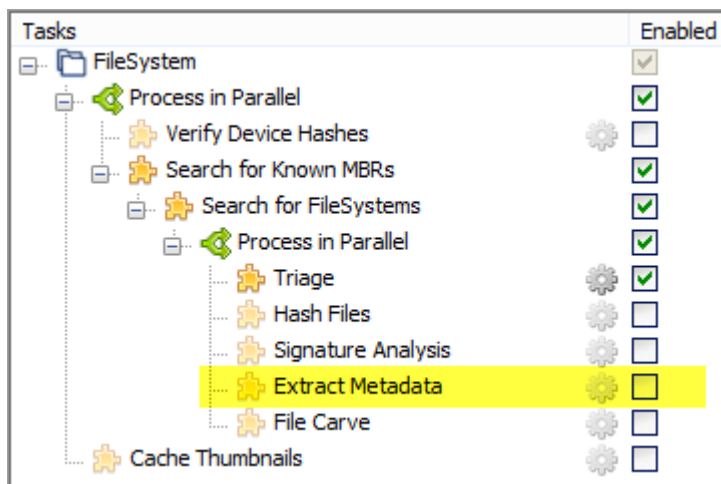 Tasks Enabled
FileSystem
Process in Parallel
Verify Device Hashes
Search for Known MBRs
Search for FileSystems
Process in Parallel
Triage
Hash Files
Signature Analysis
Extract Metadata
File Carve
Cache Thumbnails